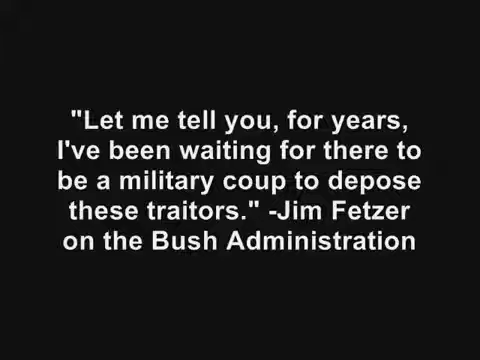 "Let me tell you, for years,
I've been waiting for there to
be a military coup to depose
these traitors." -Jim Fetzer
on the Bush Administration